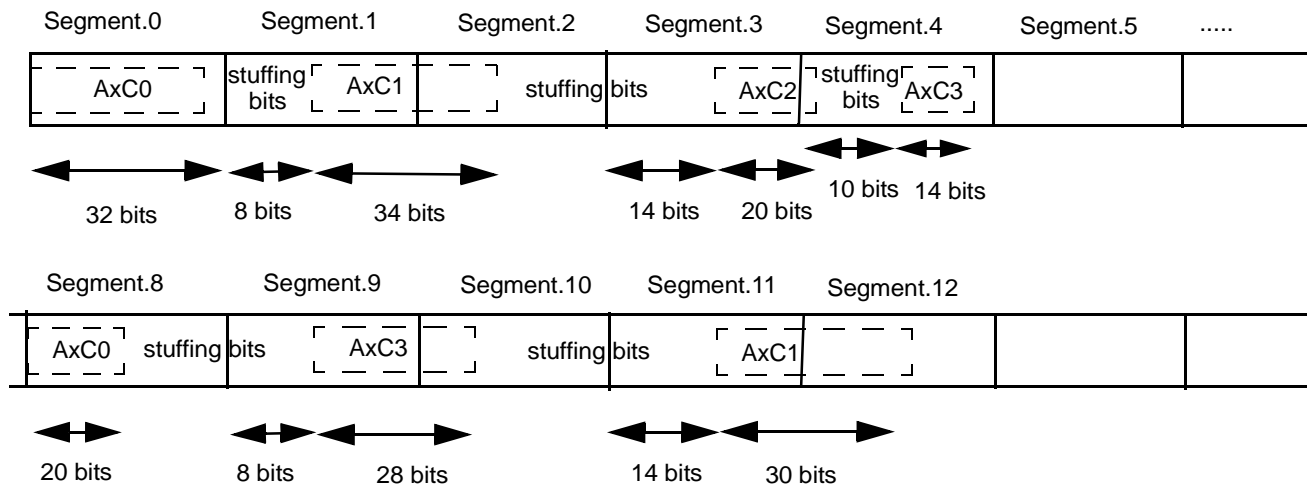 Segment.0 Segment.1 Segment.2 Segment.3 Segment.4 Segment.5 .....
AxC0 stuffing bits AxC1 stuffing bits AxC2 stuffing bits AxC3
32 bits 8 bits 34 bits 14 bits 20 bits 10 bits 14 bits
Segment.8 Segment.9 Segment.10 Segment.11 Segment.12
AxC0 stuffing bits AxC3 stuffing bits AxC1
20 bits 8 bits 28 bits 14 bits 30 bits